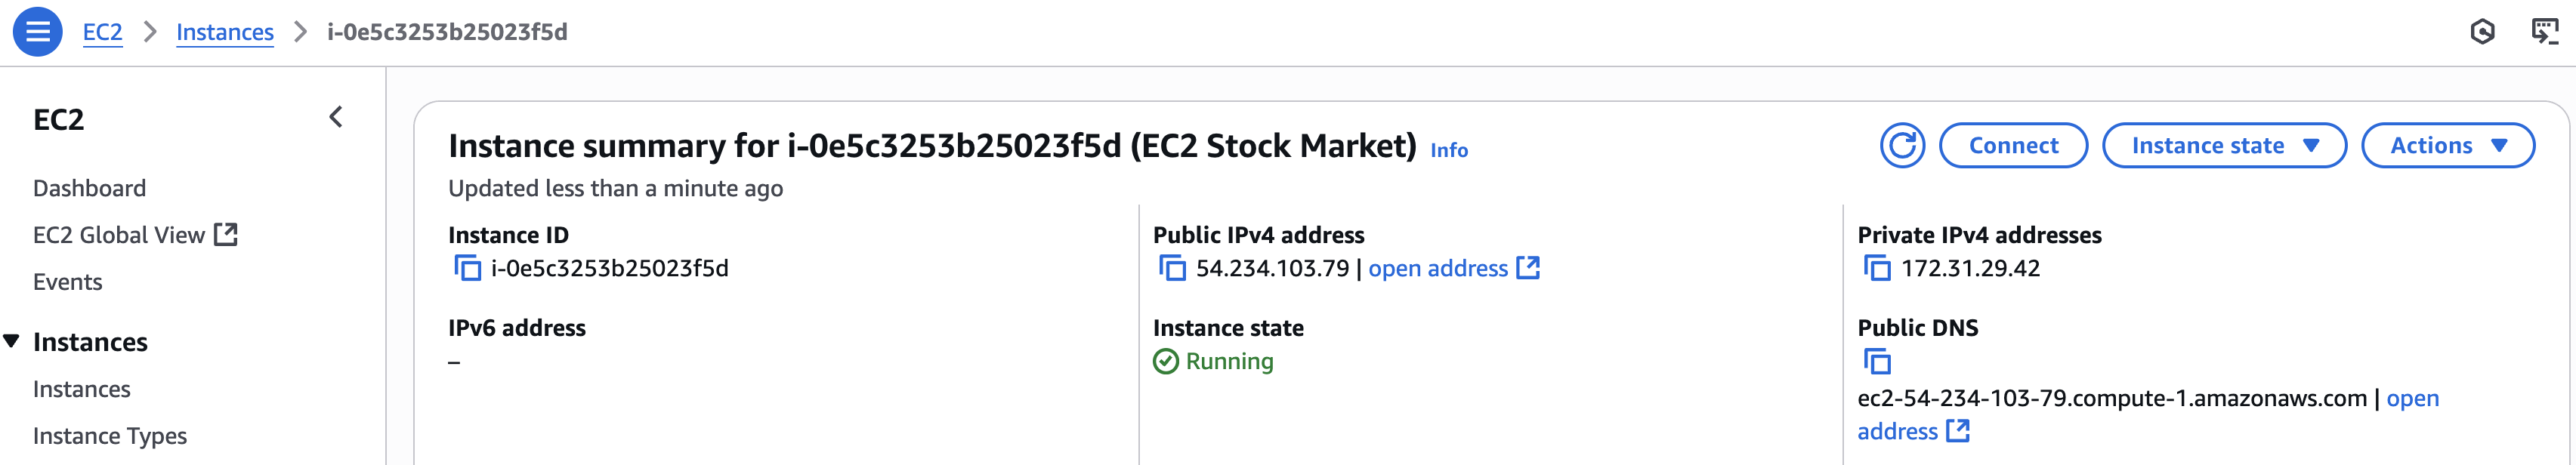 EC2 > Instances > i-0e5c3253b25023f5d
EC2
Dashboard
EC2 Global View
Events
Instances
Instances
Instance Types
Instance summary for i-0e5c3253b25023f5d (EC2 Stock Market) Info
Updated less than a minute ago
Connect
Instance state
Actions
Instance ID
i-0e5c3253b25023f5d
IPv6 address
–
Public IPv4 address
54.234.103.79 | open address
Instance state
Running
Private IPv4 addresses
172.31.29.42
Public DNS
ec2-54-234-103-79.compute-1.amazonaws.com | open
address